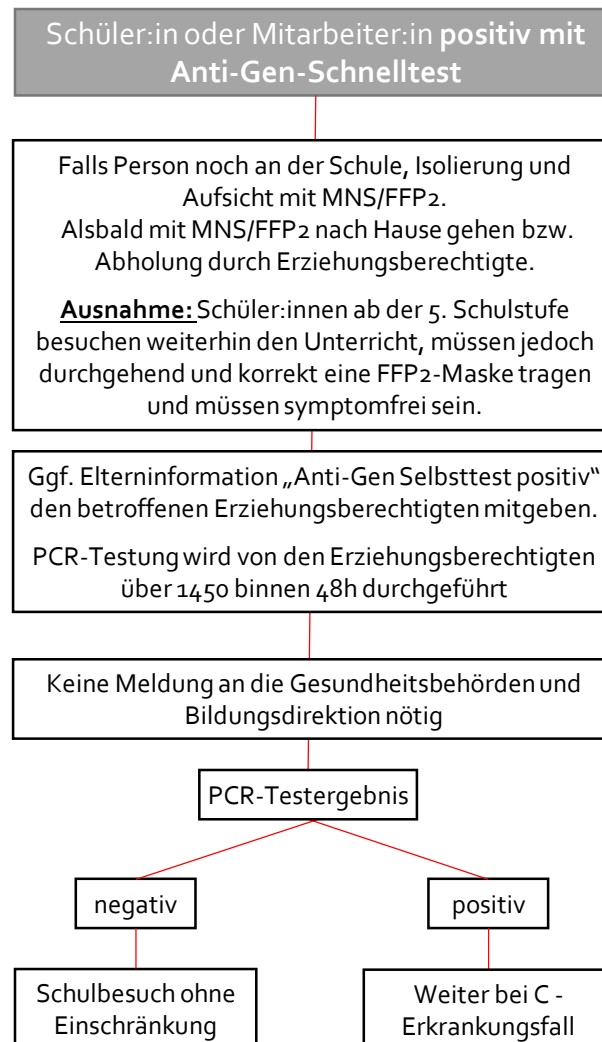 Schüler:in oder Mitarbeiter:in positiv mit
Anti-Gen-Schnelltest
Falls Person noch an der Schule, Isolierung und
Aufsicht mit MNS/FFP2.
Alsbald mit MNS/FFP2 nach Hause gehen bzw.
Abholung durch Erziehungsberechtigte.
Ausnahme: Schüler:innen ab der 5. Schulstufe
besuchen weiterhin den Unterricht, müssen jedoch
durchgehend und korrekt eine FFP2-Maske tragen
und müssen symptomfrei sein.
Ggf. Elterninformation „Anti-Gen Selbsttest positiv“
den betroffenen Erziehungsberechtigten mitgeben.
PCR-Testung wird von den Erziehungsberechtigten
über 1450 binnen 48h durchgeführt
Keine Meldung an die Gesundheitsbehörden und
Bildungsdirektion nötig
PCR-Testergebnis
negativ
positiv
Schulbesuch ohne
Einschränkung
Weiter bei C -
Erkrankungsfall